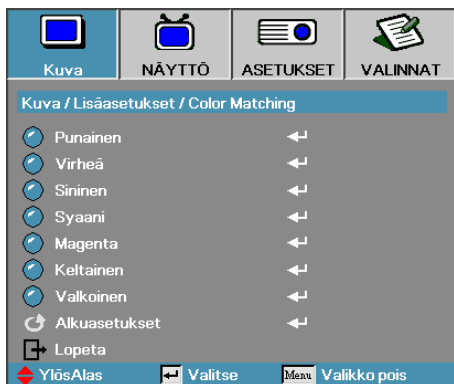 Kuva NÄYTTÖ ASETUKSET VALINNAT
Kuva / Lisäasetukset / Color Matching
Punainen
Virheä
Sininen
Syaani
Magenta
Keltainen
Valkoinen
Alkuasetukset
Lopeta
YlösAlas Valitse Menu Valikko pois